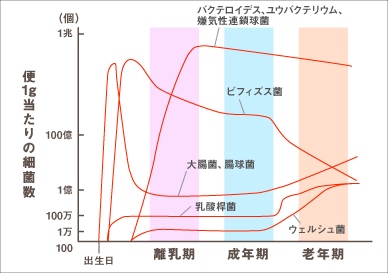 (個)
1兆
100億
1億
100万
1万
100
便1g当たりの細菌数
バクテロイデス、ユウバクテリウム、
嫌気性連鎖球菌
ビフィズス菌
大腸菌、腸球菌
乳酸桿菌
ウェルシュ菌
出生日
離乳期
成年期
老年期